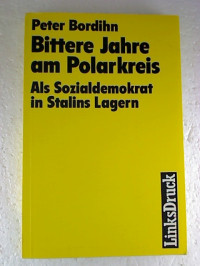 Peter Bordihn
Bittere Jahre
am Polarkreis
Als Sozialdemokrat
in Stalins Lagern
LinksDruck